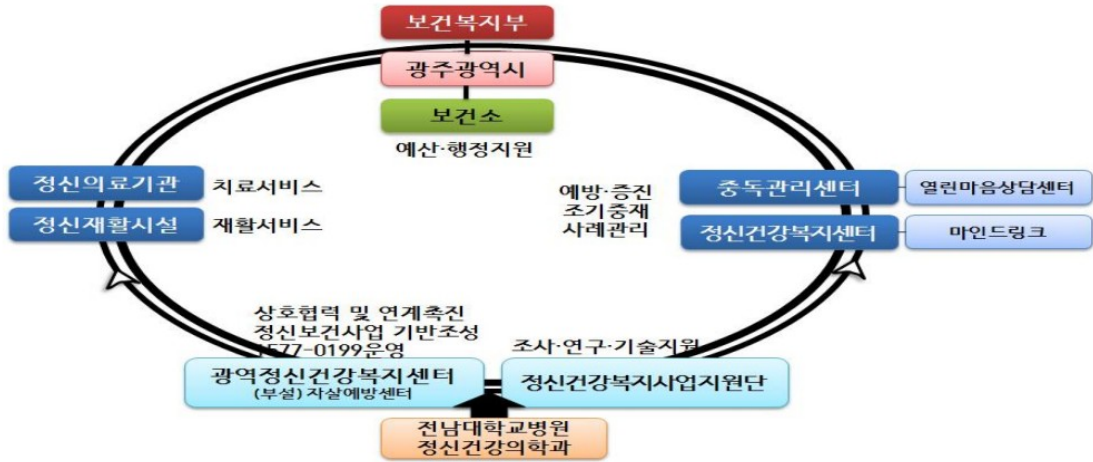 보건복지부
광주광역시
보건소
예산·행정지원
정신의료기관
치료서비스
정신재활시설
재활서비스
예방·증진
조기중재
사례관리
중독관리센터
열린마음상담센터
정신건강복지센터
마인드링크
상호협력 및 연계촉진
정신보건사업 기반조성
1577-0199운영
조사·연구·기술지원
광역정신건강복지센터
(부설) 자살예방센터
정신건강복지사업지원단
전남대학교병원
정신건강의학과